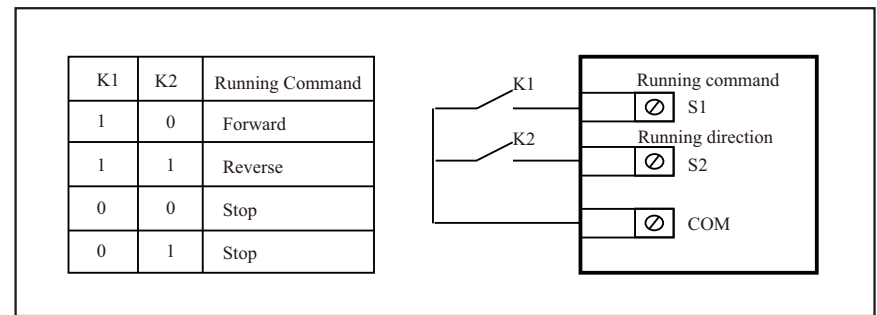 K1 K2 Running Command
1 0 Forward
1 1 Reverse
0 0 Stop
0 1 Stop
K1
K2
Running command
S1
Running direction
S2
COM